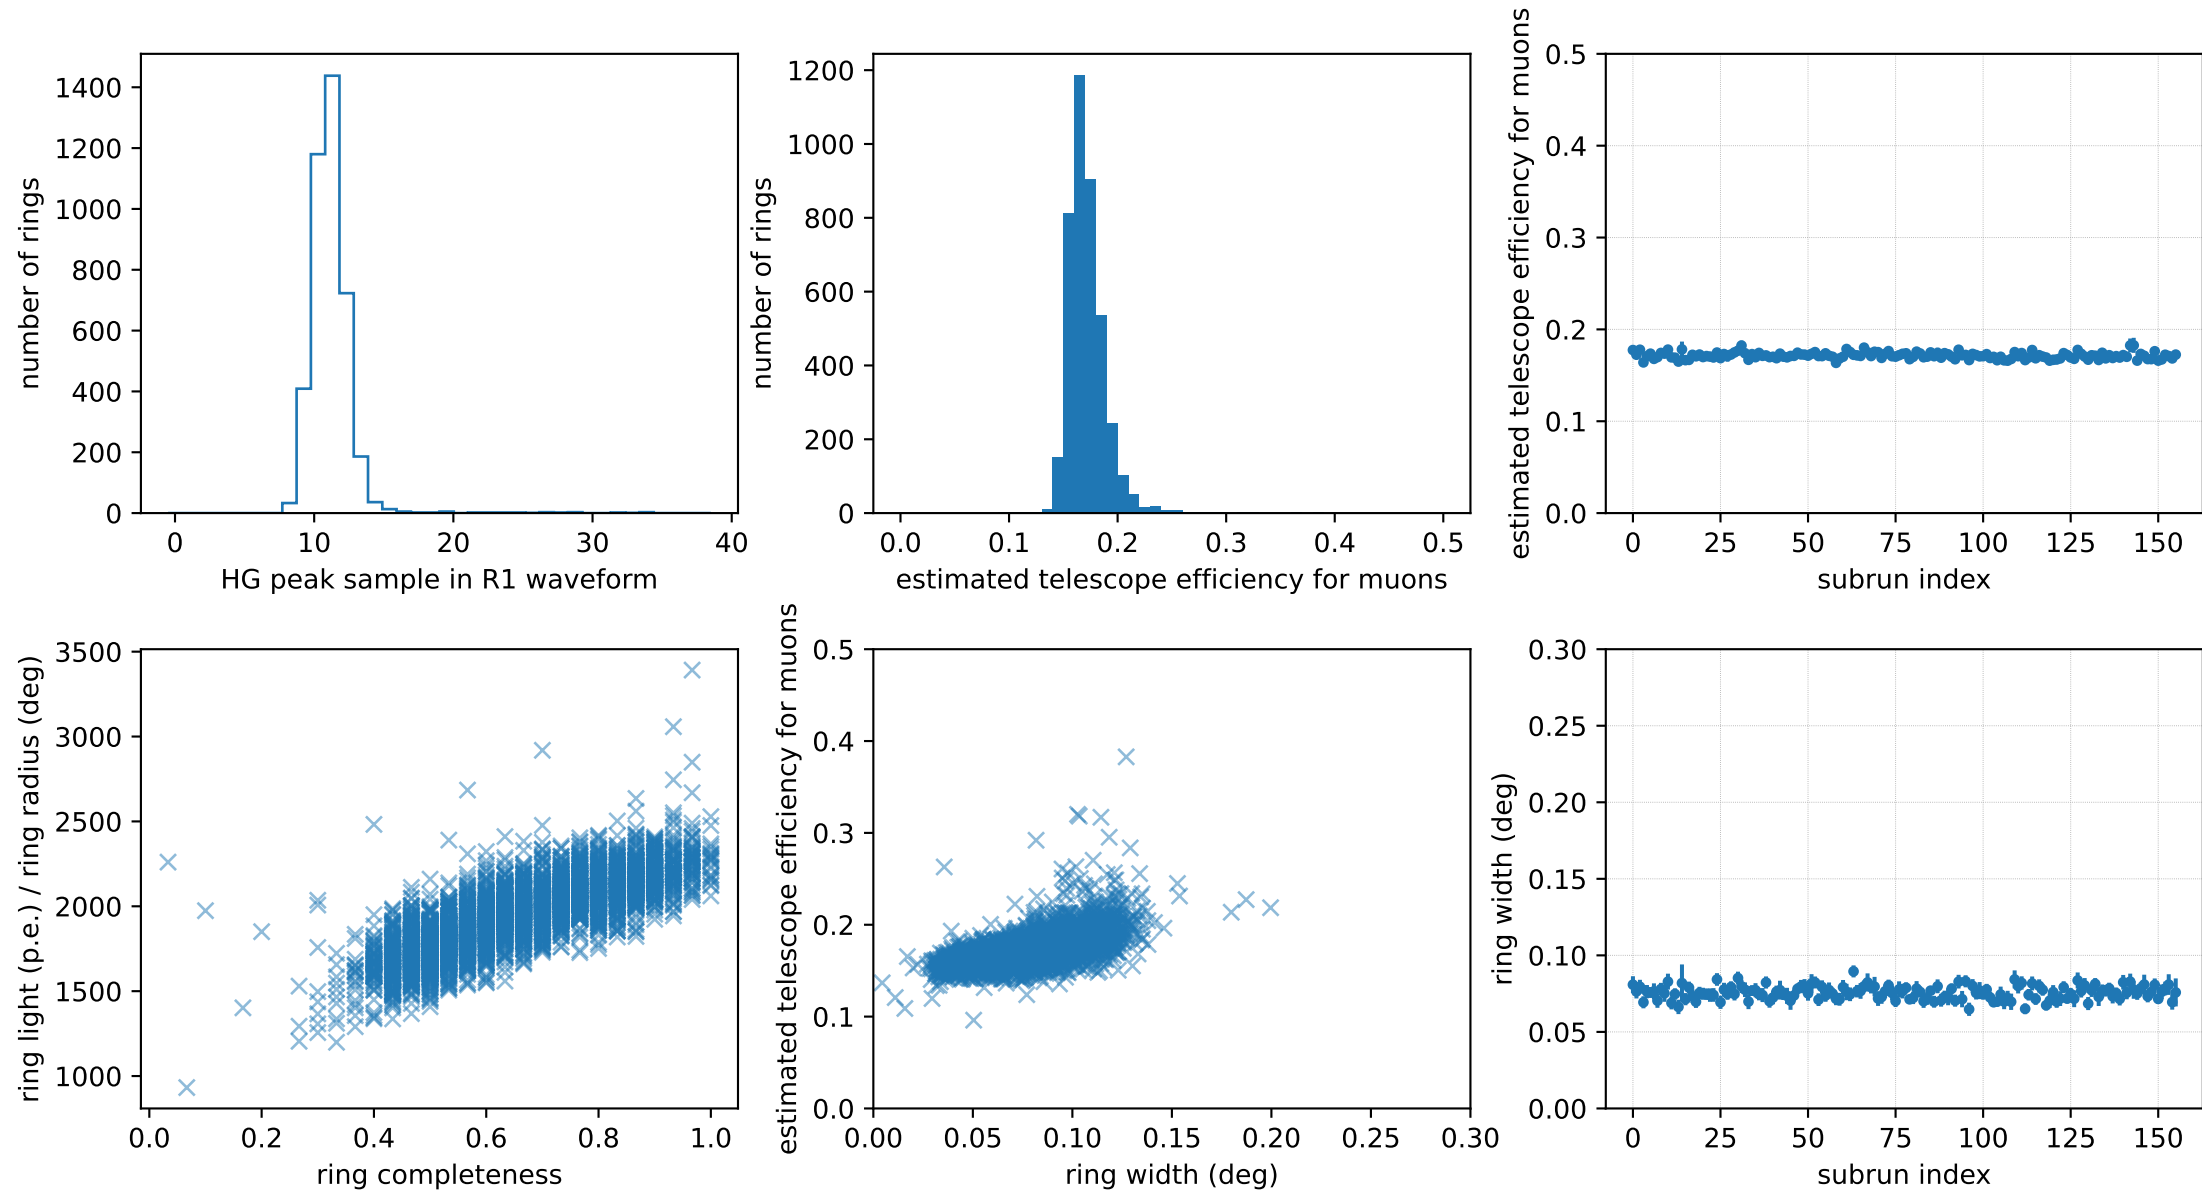 number of rings
1400
1200
1000
800
600
400
200
0
0 10 20 30 40
HG peak sample in R1 waveform
number of rings
1200
1000
800
600
400
200
0
0.0 0.1 0.2 0.3 0.4 0.5
estimated telescope efficiency for muons
estimated telescope efficiency for muons
0.5
0.4
0.3
0.2
0.1
0.0
0 25 50 75 100 125 150
subrun index
ring light (p.e.) / ring radius (deg)
3500
3000
2500
2000
1500
1000
0.0 0.2 0.4 0.6 0.8 1.0
ring completeness
estimated telescope efficiency for muons
0.5
0.4
0.3
0.2
0.1
0.0
0.00 0.05 0.10 0.15 0.20 0.25 0.30
ring width (deg)
ring width (deg)
0.30
0.25
0.20
0.15
0.10
0.05
0.00
0 25 50 75 100 125 150
subrun index